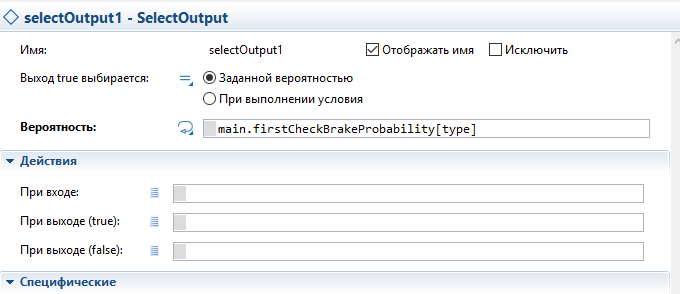 selectOutput1 - SelectOutput
Имя: selectOutput1 Отображать имя Исключить
Выход true выбирается: Заданной вероятностью
При выполнении условия
Вероятность: main.firstCheckBrakeProbability[type]
Действия
При входе:
При выходе (true):
При выходе (false):
Специфические